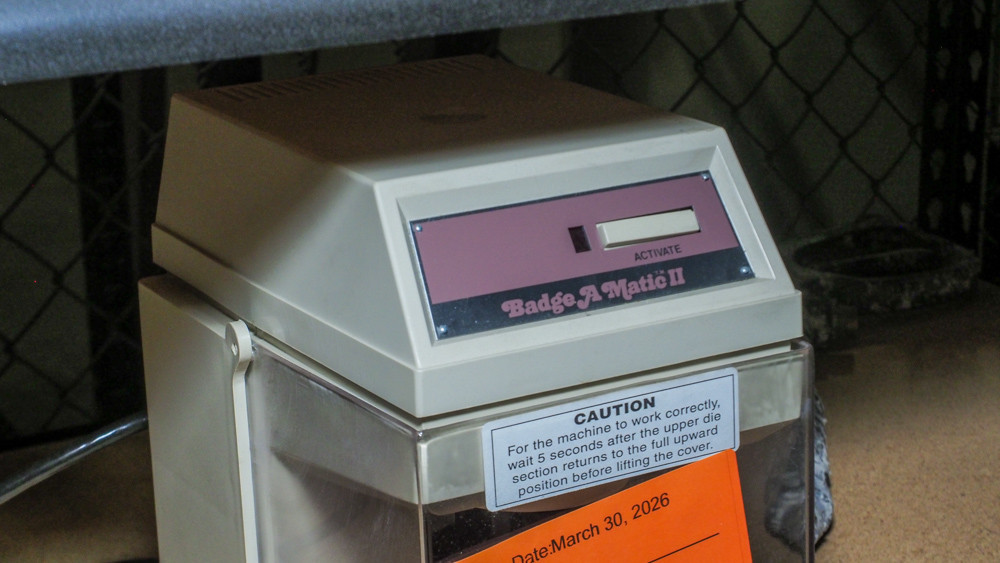 ACTIVATE
Badge A Matic II
CAUTION
For the machine to work correctly,
wait 5 seconds after the upper die
section returns to the full upward
position before lifting the cover.
Date:March 30, 2026